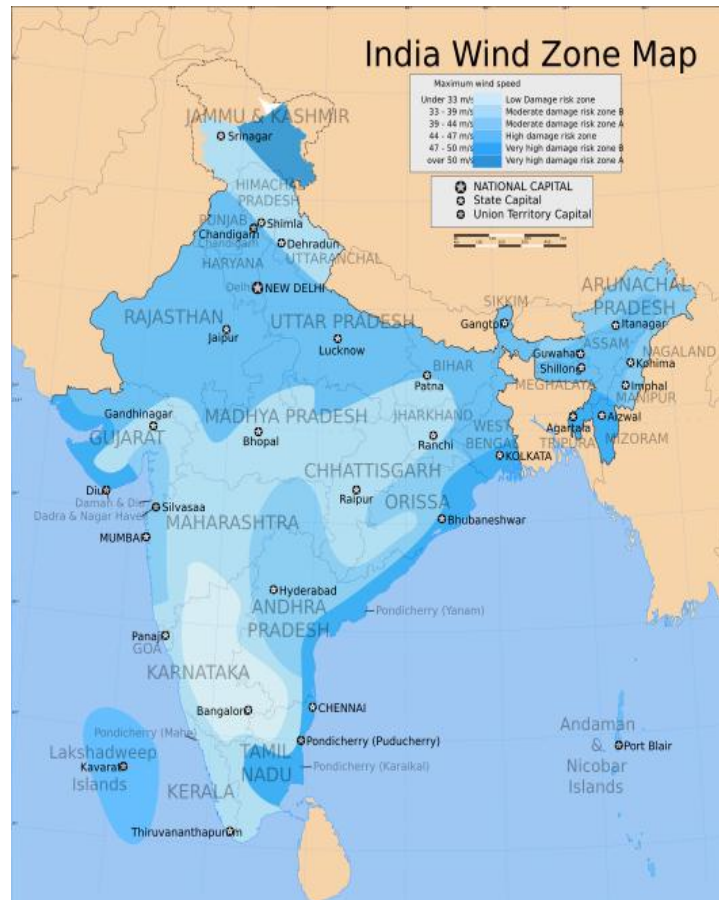 India Wind Zone Map
Maximum wind speed
Under 33 m/s Low Damage risk zone
33 - 39 m/s Moderate damage risk zone B
39 - 44 m/s Moderate damage risk zone A
44 - 47 m/s High damage risk zone
47 - 50 m/s Very high damage risk zone B
over 50 m/s Very high damage risk zone A
NATIONAL CAPITAL
State Capital
Union Territory Capital
JAMMU & KASHMIR
Srinagar
HIMACHAL
PRADESH
PUNJAB
Shimla
Chandigarh
Chandigarh
Dehradun
UTTARANCHAL
HARYANA
Delhi
NEW DELHI
ARUNACHAL
PRADESH
SIKKIM
Gangtok
Itanagar
RAJASTHAN
UTTAR PRADESH
Jaipur
Lucknow
ASSAM
NAGALAND
Guwahati
Kohima
Shillong
BIHAR
Patna
MEGHALAYA
Imphal
MANIPUR
Gandhinagar
GUJARAT
MADHYA PRADESH
Bhopal
JHARKHAND
Ranchi
WEST
BENGAL
KOLKATA
Agartala
TRIPURA
Aizwal
MIZORAM
CHHATTISGARH
Raipur
ORISSA
Bhubaneshwar
Diu
Daman & Diu
Dadra & Nagar Haveli
Silvasaa
MAHARASHTRA
MUMBAI
Hyderabad
ANDHRA
PRADESH
Pondicherry (Yanam)
Panaji
GOA
KARNATAKA
Bangalore
CHENNAI
Pondicherry (Mahe)
Pondicherry (Puducherry)
Lakshadweep
Kavarati
Islands
TAMIL
NADU
Pondicherry (Karaikal)
KERALA
Thiruvananthapurum
Andaman
&
Nicobar
Islands
Port Blair